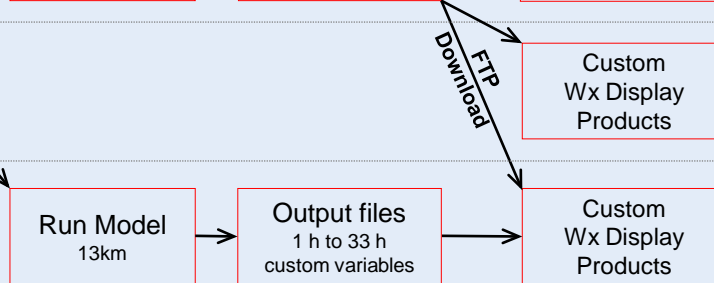 FTP
Download
Custom
Wx Display
Products
Run Model
13km
Output files
1 h to 33 h
custom variables
Custom
Wx Display
Products